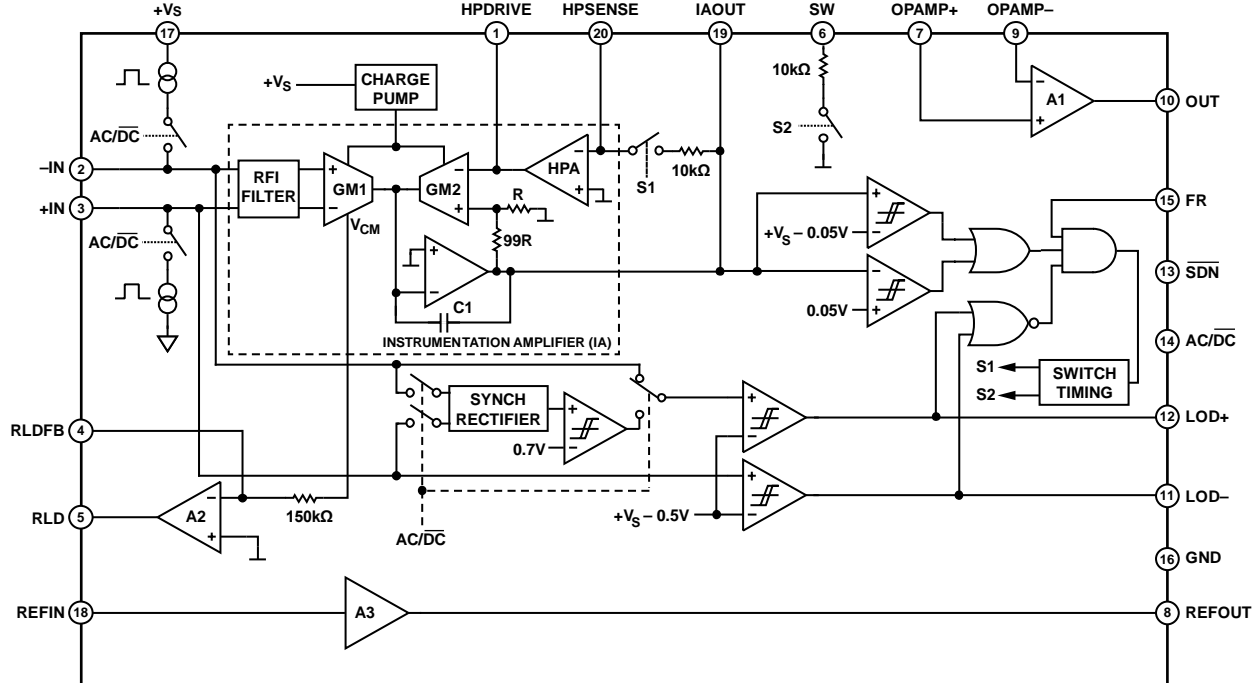 +VS
HPDRIVE
HPSENSE
IAOUT
SW
OPAMP+
OPAMP–
17
1
20
19
6
7
9
10kΩ
+VS
CHARGE
PUMP
A1
–
+
10
OUT
AC/DC
S2
–IN
2
RFI
FILTER
+
–
GM1
GM2
–
+
HPA
–
+
S1
10kΩ
+IN
3
VCM
R
99R
AC/DC
+
–
C1
INSTRUMENTATION AMPLIFIER (IA)
+
+VS – 0.05V
–
–
0.05V
+
15
FR
13
SDN
14
AC/DC
S1
S2
SWITCH
TIMING
SYNCH
RECTIFIER
+
0.7V
–
+
–
12
LOD+
RLDFB
4
+
+VS – 0.5V
–
11
LOD–
RLD
5
A2
–
+
150kΩ
AC/DC
16
GND
REFIN
18
A3
8
REFOUT